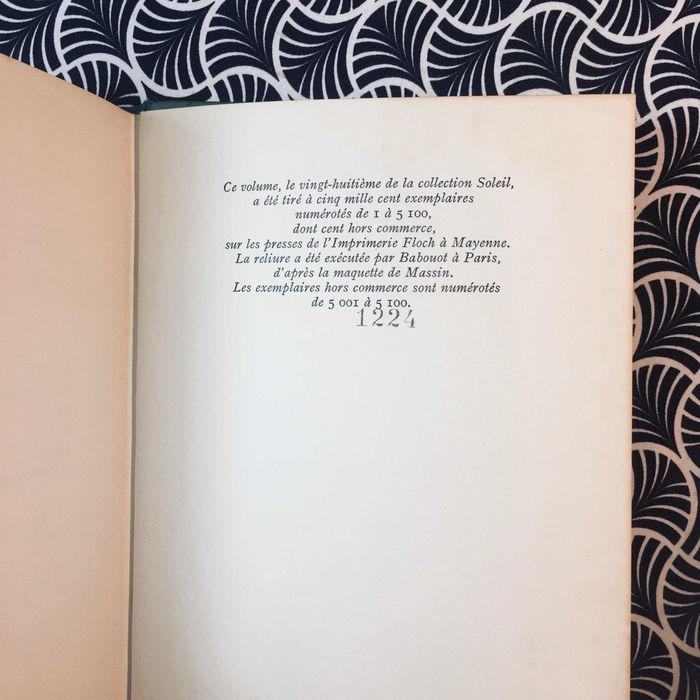 Ce volume, le vingt-huitième de la collection Soleil,
a été tiré à cinq mille cent exemplaires
numérotés de 1 à 5 100,
dont cent hors commerce,
sur les presses de l'Imprimerie Floch à Mayenne.
La reliure a été exécutée par Babouot à Paris,
d'après la maquette de Massin.
Les exemplaires hors commerce sont numérotés
de 5 001 à 5 100.
1224